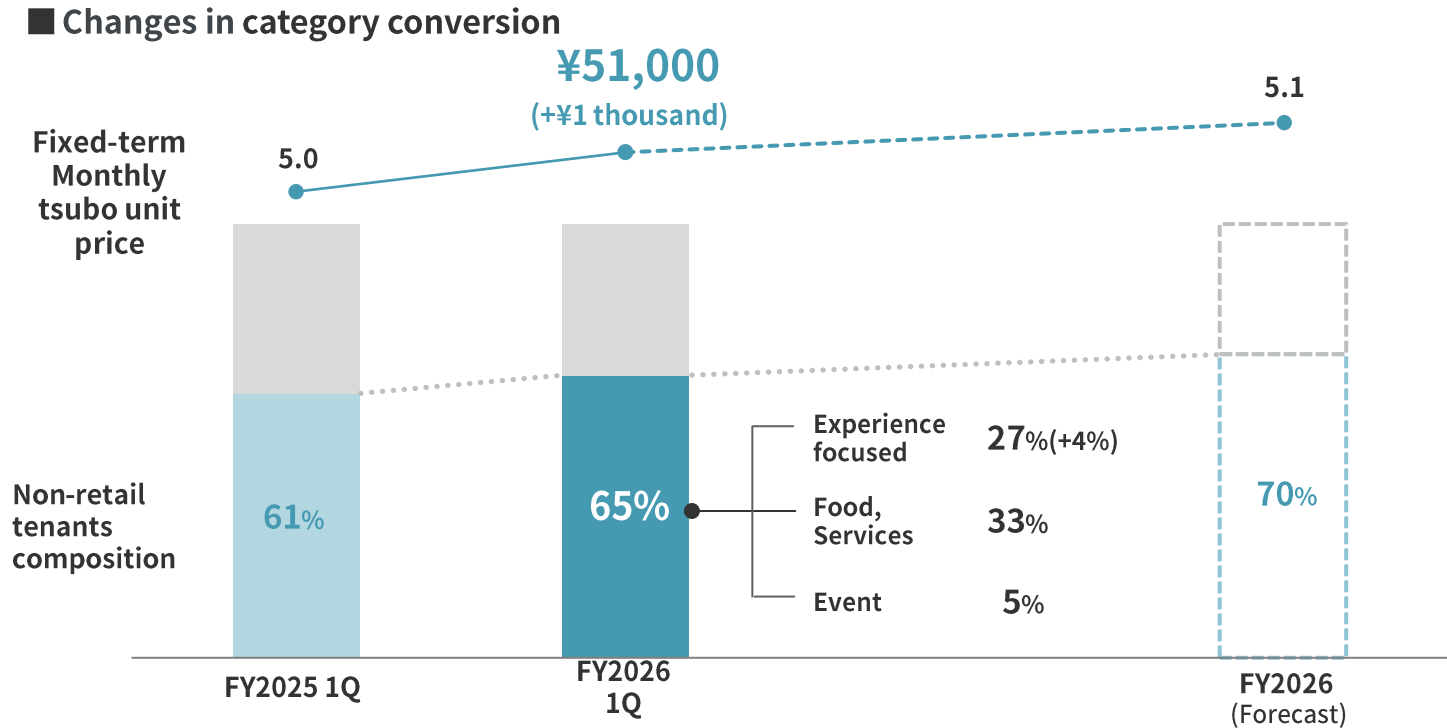 ■ Changes in category conversion
¥51,000
(+¥1 thousand)
5.1
5.0
Fixed-term
Monthly
tsubo unit
price
Non-retail
tenants
composition
61%
65%
Experience
focused
27%(+4%)
Food,
Services
33%
Event
5%
70%
FY2025 1Q
FY2026
1Q
FY2026
(Forecast)